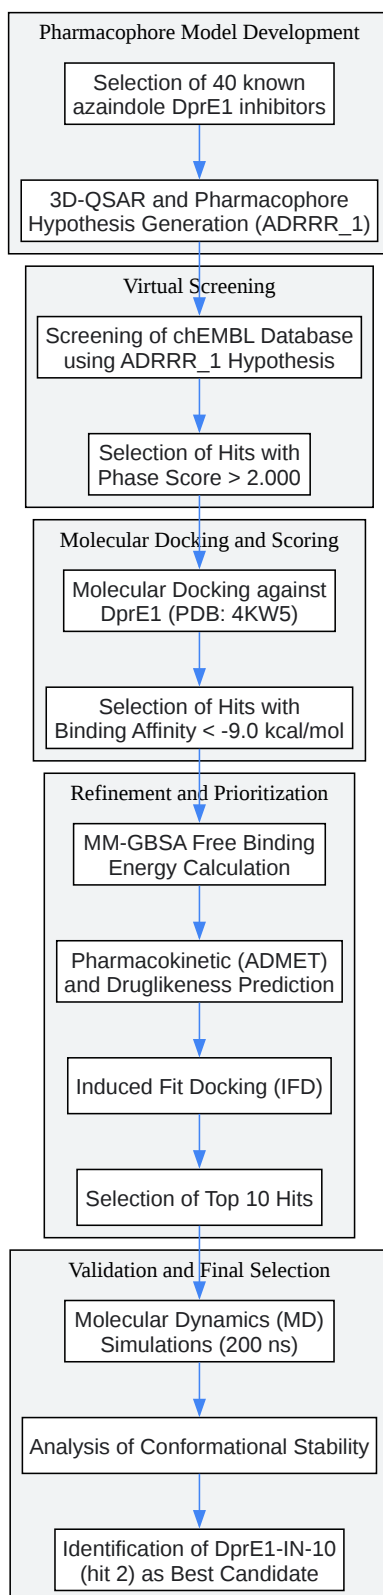 Pharmacophore Model Development
Selection of 40 known
azaindole DprE1 inhibitors
3D-QSAR and Pharmacophore
Hypothesis Generation (ADRRR_1)
Virtual Screening
Screening of chEMBL Database
using ADRRR_1 Hypothesis
Selection of Hits with
Phase Score > 2.000
Molecular Docking and Scoring
Molecular Docking against
DprE1 (PDB: 4KW5)
Selection of Hits with
Binding Affinity < -9.0 kcal/mol
Refinement and Prioritization
MM-GBSA Free Binding
Energy Calculation
Pharmacokinetic (ADMET)
and Druglikeness Prediction
Induced Fit Docking (IFD)
Selection of Top 10 Hits
Validation and Final Selection
Molecular Dynamics (MD)
Simulations (200 ns)
Analysis of Conformational Stability
Identification of DprE1-IN-10
(hit 2) as Best Candidate